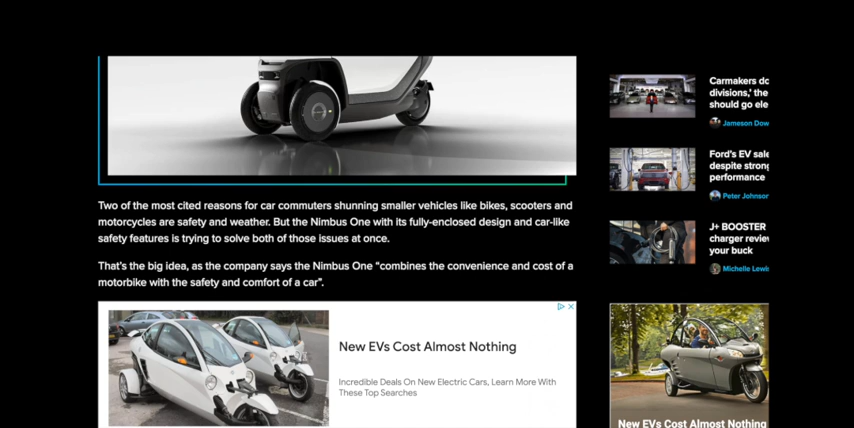 Two of the most cited reasons for car commuters shunning smaller vehicles like bikes, scooters and
motorcycles are safety and weather. But the Nimbus One with its fully-enclosed design and car-like
safety features is trying to solve both of those issues at once.
That's the big idea, as the company says the Nimbus One “combines the convenience and cost of a
motorbike with the safety and comfort of a car”.
New EVs Cost Almost Nothing
Incredible Deals On New Electric Cars, Learn More With
These Top Searches
Carmakers do
divisions,' the
should go ele
Jameson Dow
Ford's EV sale
despite strong
performance
Peter Johnson
J+ BOOSTER
charger review
your buck
Michelle Lewis
New EVs Cost Almost Nothing